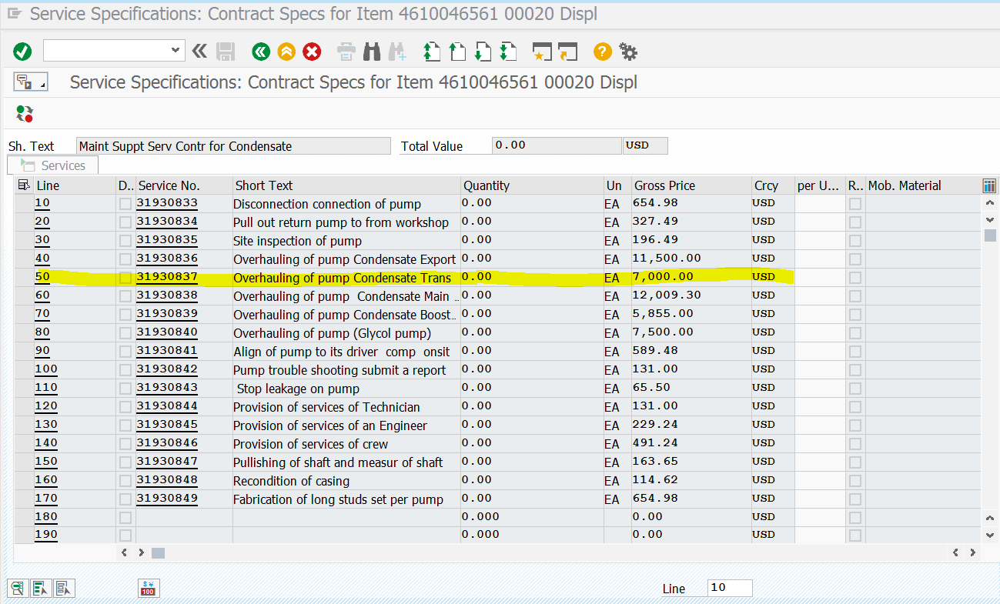 Service Specifications: Contract Specs for Item 4610046561 00020 Displ
Service Specifications: Contract Specs for Item 4610046561 00020 Displ
Sh. Text Maint Suppt Serv Contr for Condensate Total Value 0.00 USD
Services
Line D.. Service No. Short Text Quantity Un Gross Price Crcy per U... R.. Mob. Material
10 31930833 Disconnection connection of pump 0.00 EA 654.98 USD
20 31930834 Pull out return pump to from workshop 0.00 EA 327.49 USD
30 31930835 Site inspection of pump 0.00 EA 196.49 USD
40 31930836 Overhauling of pump Condensate Export 0.00 EA 11,500.00 USD
50 31930837 Overhauling of pump Condensate Trans 0.00 EA 7,000.00 USD
60 31930838 Overhauling of pump  Condensate Main ... 0.00 EA 12,009.30 USD
70 31930839 Overhauling of pump Condensate Boost... 0.00 EA 5,855.00 USD
80 31930840 Overhauling of pump (Glycol pump) 0.00 EA 7,500.00 USD
90 31930841 Align of pump to its driver  comp  onsit 0.00 EA 589.48 USD
100 31930842 Pump trouble shooting submit a report 0.00 EA 131.00 USD
110 31930843 Stop leakage on pump 0.00 EA 65.50 USD
120 31930844 Provision of services of Technician 0.00 EA 131.00 USD
130 31930845 Provision of services of an Engineer 0.00 EA 229.24 USD
140 31930846 Provision of services of crew 0.00 EA 491.24 USD
150 31930847 Pullishing of shaft and measur of shaft 0.00 EA 163.65 USD
160 31930848 Recondition of casing 0.00 EA 114.62 USD
170 31930849 Fabrication of long studs set per pump 0.00 EA 654.98 USD
180 0.000 0.00 USD
190 0.000 0.00 USD
100
Line 10